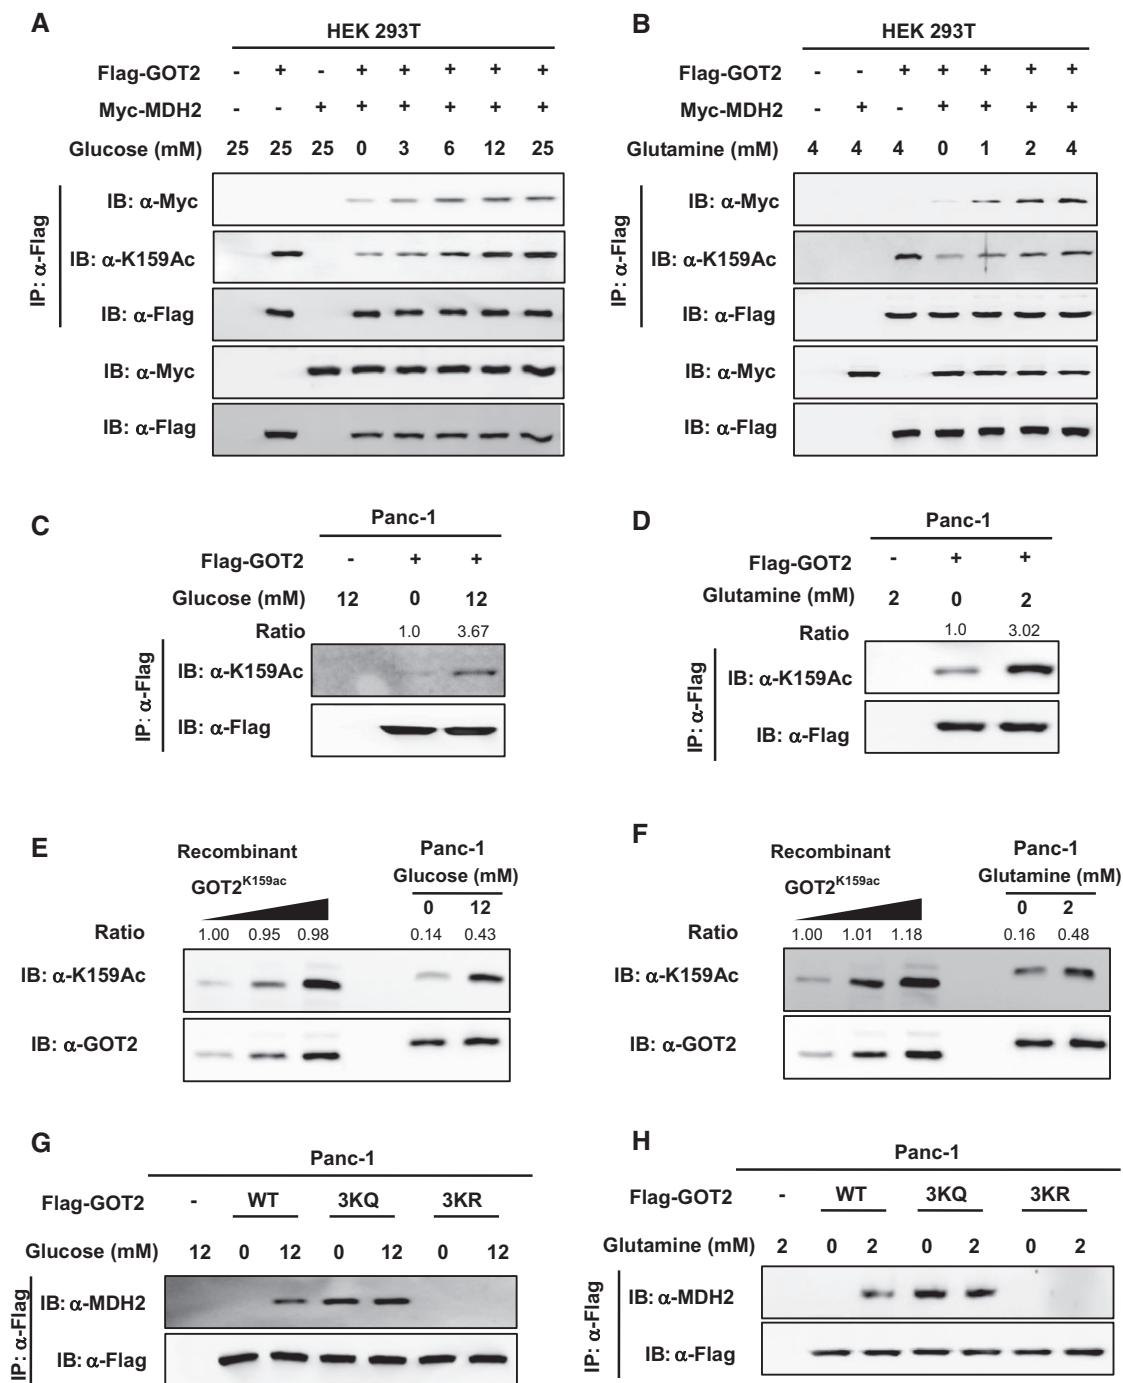 A
HEK 293T
Flag-GOT2 - + - + + + + +
Myc-MDH2 - - + + + + + +
Glucose (mM) 25 25 25 0 3 6 12 25
IP: α-Flag
IB: α-Myc
IB: α-K159Ac
IB: α-Flag
IB: α-Myc
IB: α-Flag
B
HEK 293T
Flag-GOT2 - - + + + + +
Myc-MDH2 - + - + + + +
Glutamine (mM) 4 4 4 0 1 2 4
IP: α-Flag
IB: α-Myc
IB: α-K159Ac
IB: α-Flag
IB: α-Myc
IB: α-Flag
C
Panc-1
Flag-GOT2 - + +
Glucose (mM) 12 0 12
Ratio 1.0 3.67
IP: α-Flag
IB: α-K159Ac
IB: α-Flag
D
Panc-1
Flag-GOT2 - + +
Glutamine (mM) 2 0 2
Ratio 1.0 3.02
IP: α-Flag
IB: α-K159Ac
IB: α-Flag
E
Recombinant
GOT2K159ac
Panc-1
Glucose (mM)
0 12
Ratio 1.00 0.95 0.98 0.14 0.43
IB: α-K159Ac
IB: α-GOT2
F
Recombinant
GOT2K159ac
Panc-1
Glutamine (mM)
0 2
Ratio 1.00 1.01 1.18 0.16 0.48
IB: α-K159Ac
IB: α-GOT2
G
Panc-1
Flag-GOT2 - WT 3KQ 3KR
Glucose (mM) 12 0 12 0 12 0 12
IP: α-Flag
IB: α-MDH2
IB: α-Flag
H
Panc-1
Flag-GOT2 - WT 3KQ 3KR
Glutamine (mM) 2 0 2 0 2 0 2
IP: α-Flag
IB: α-MDH2
IB: α-Flag